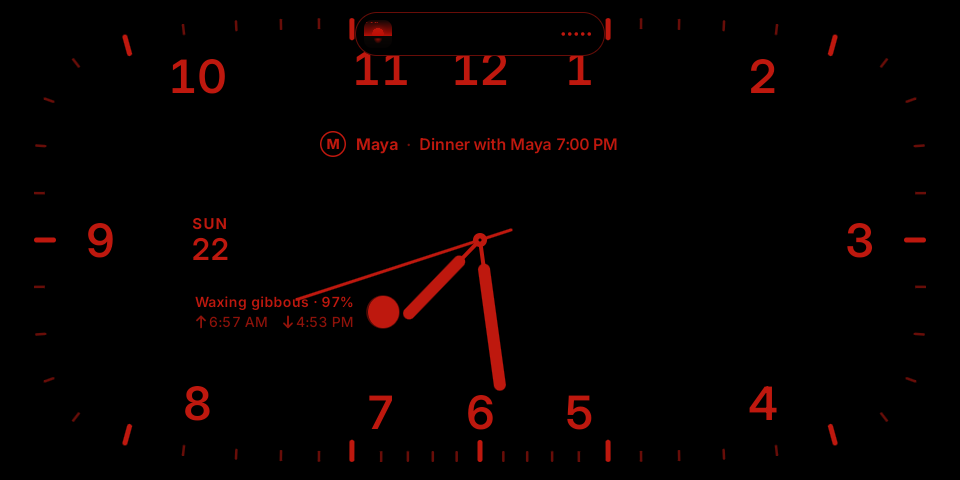 11 12 1
10 2
M Maya · Dinner with Maya 7:00 PM
SUN
9 22 3
Waxing gibbous · 97%
↑6:57 AM ↓4:53 PM
8 4
7 6 5